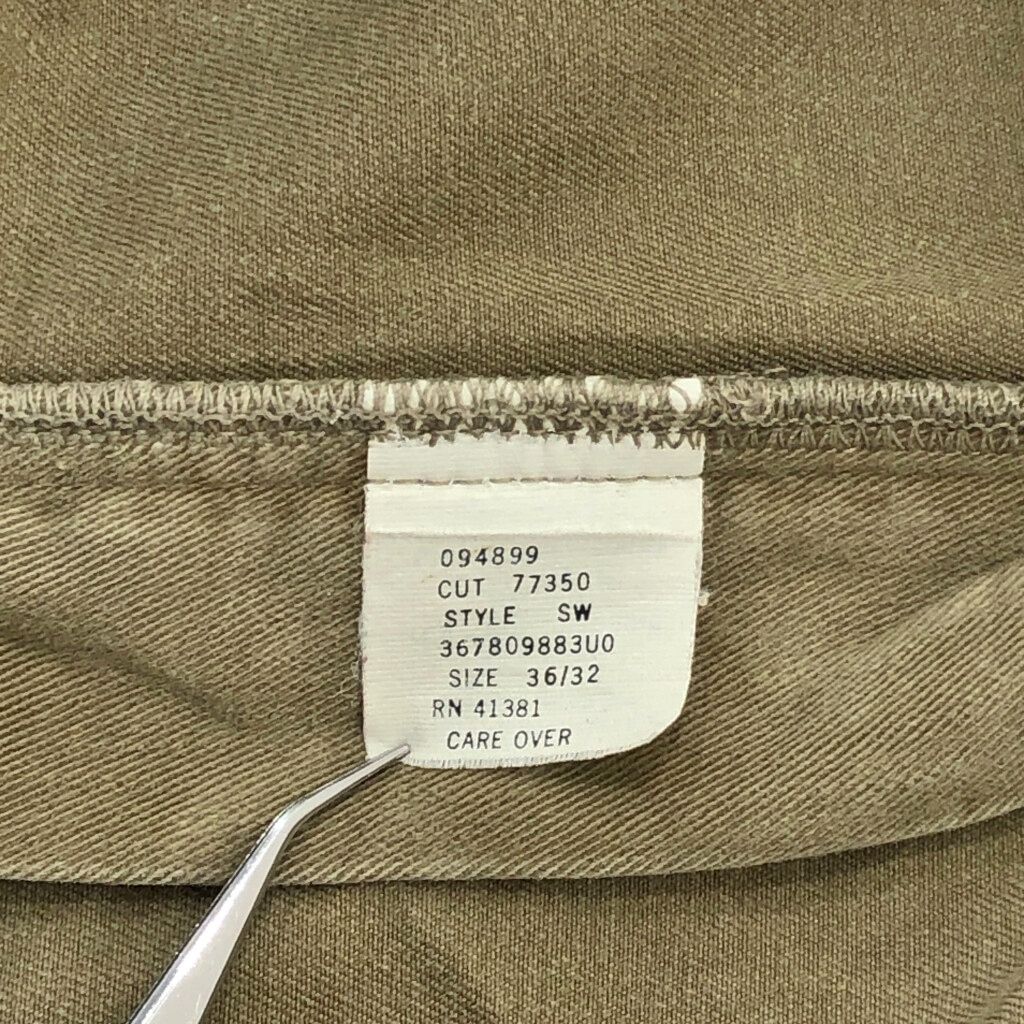 094899
CUT 77350
STYLE SW
367809883U0
SIZE 36/32
RN 41381
CARE OVER